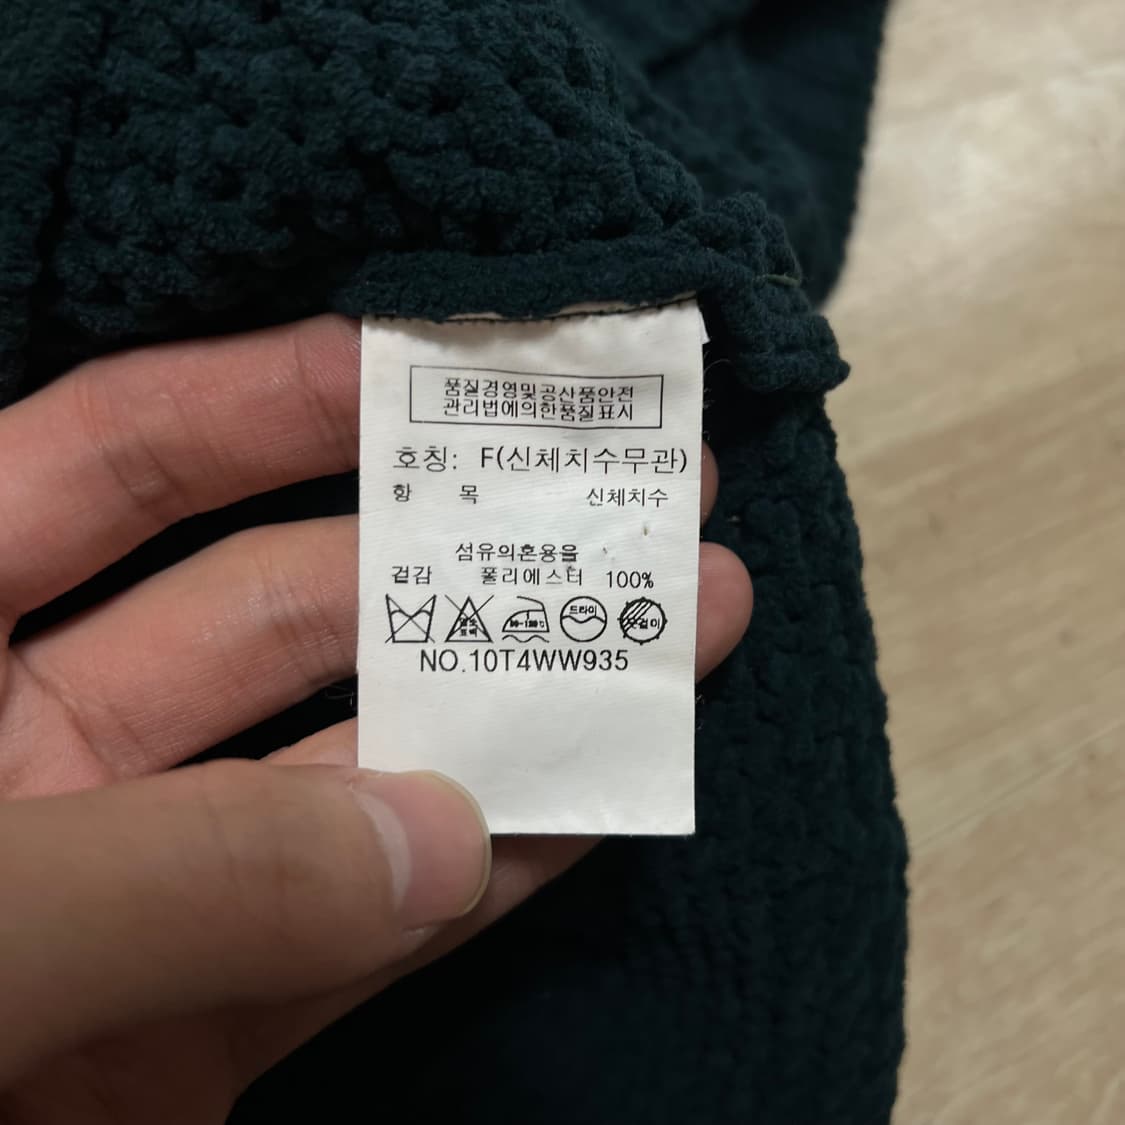 품질경영및공산품안전
관리법에의한품질표시
호칭: F(신체치수무관)
항 목 신체치수
섬유의혼용율
겉감 폴리에스터 100%
드라이
NO.10T4WW935